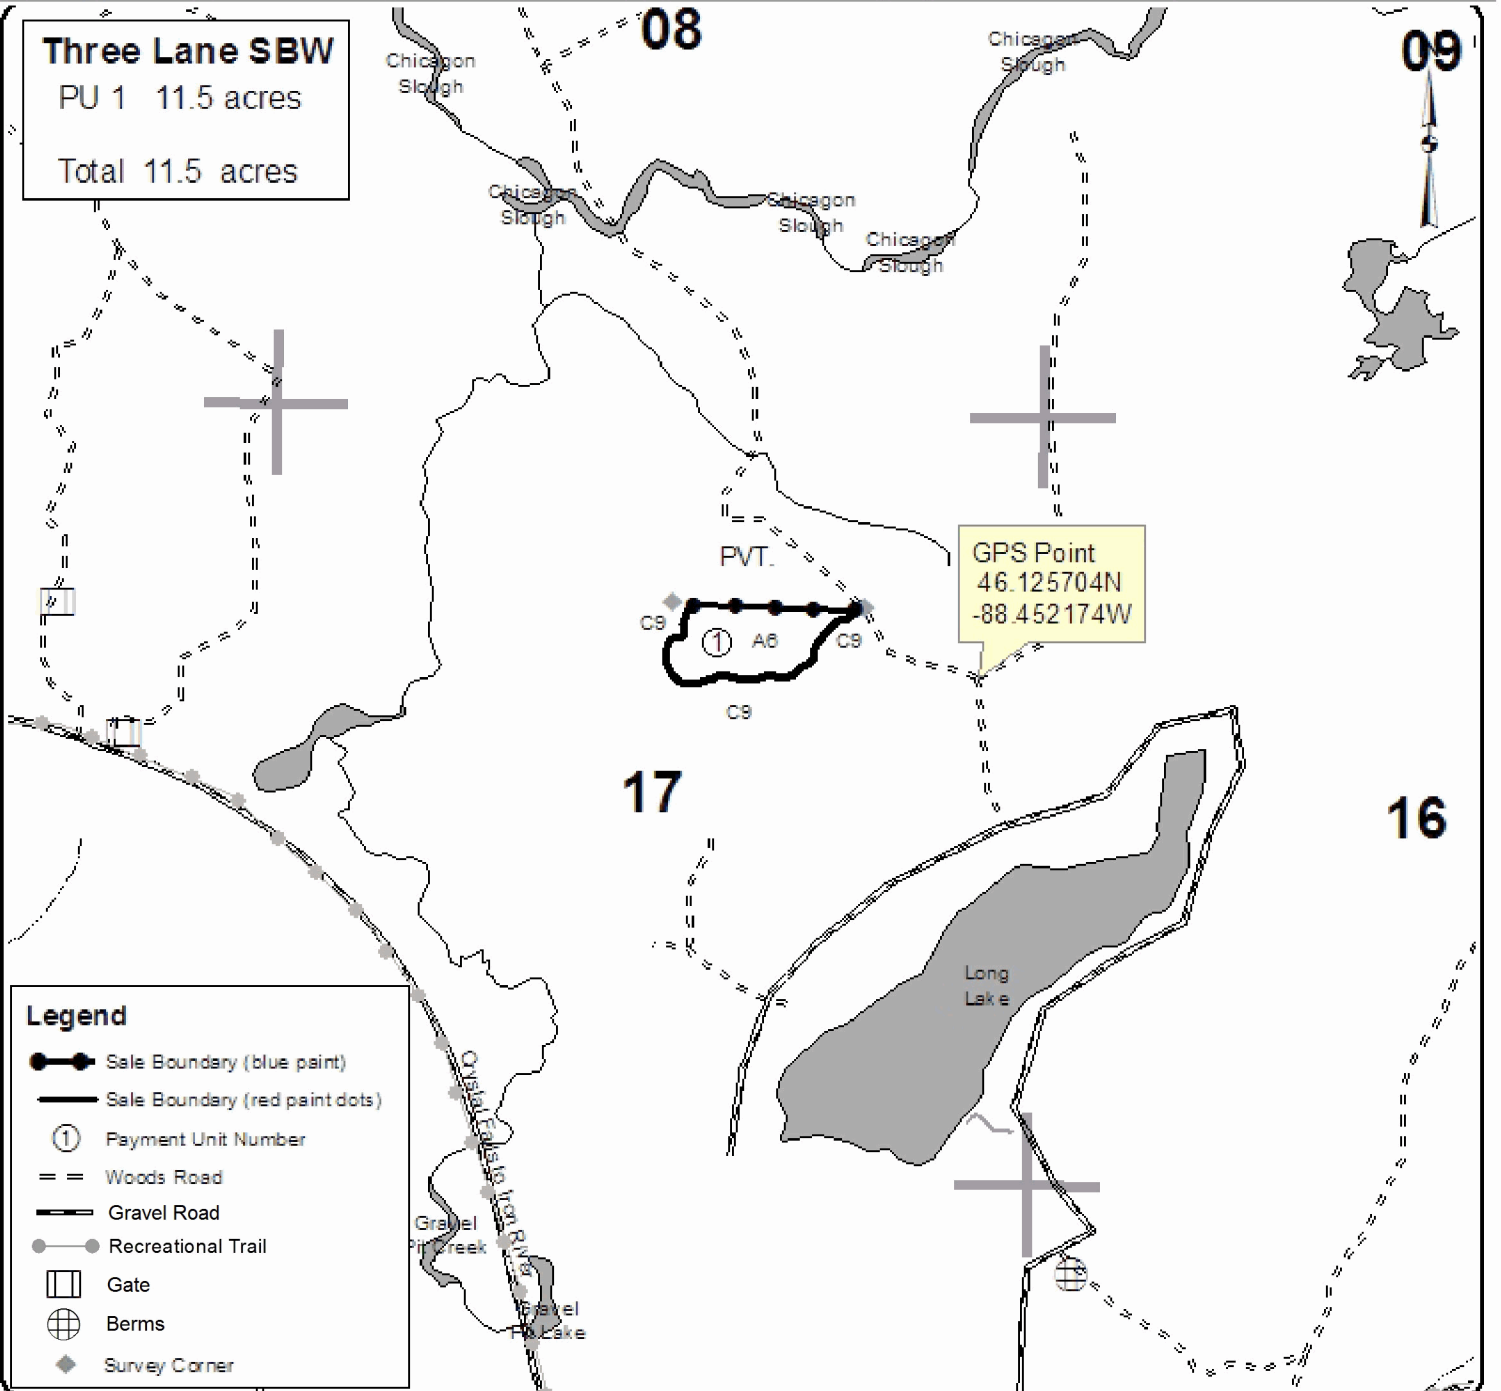 Three Lane SBW
PU 1 11.5 acres
Total 11.5 acres
08
09
N
Chicagon
Slough
Chicagon
Slough
Chicagon
Slough
Chicagon
Slough
Chicagon
Slough
GPS Point
46.125704N
-88.452174W
PVT.
C9
1
A6
C9
C9
17
16
Long
Lake
Crystal Falls to Iron River
Gravel
Pit Creek
Gravel
Pit Lake
Legend
Sale Boundary (blue paint)
Sale Boundary (red paint dots)
1 Payment Unit Number
Woods Road
Gravel Road
Recreational Trail
Gate
Berms
Survey Corner